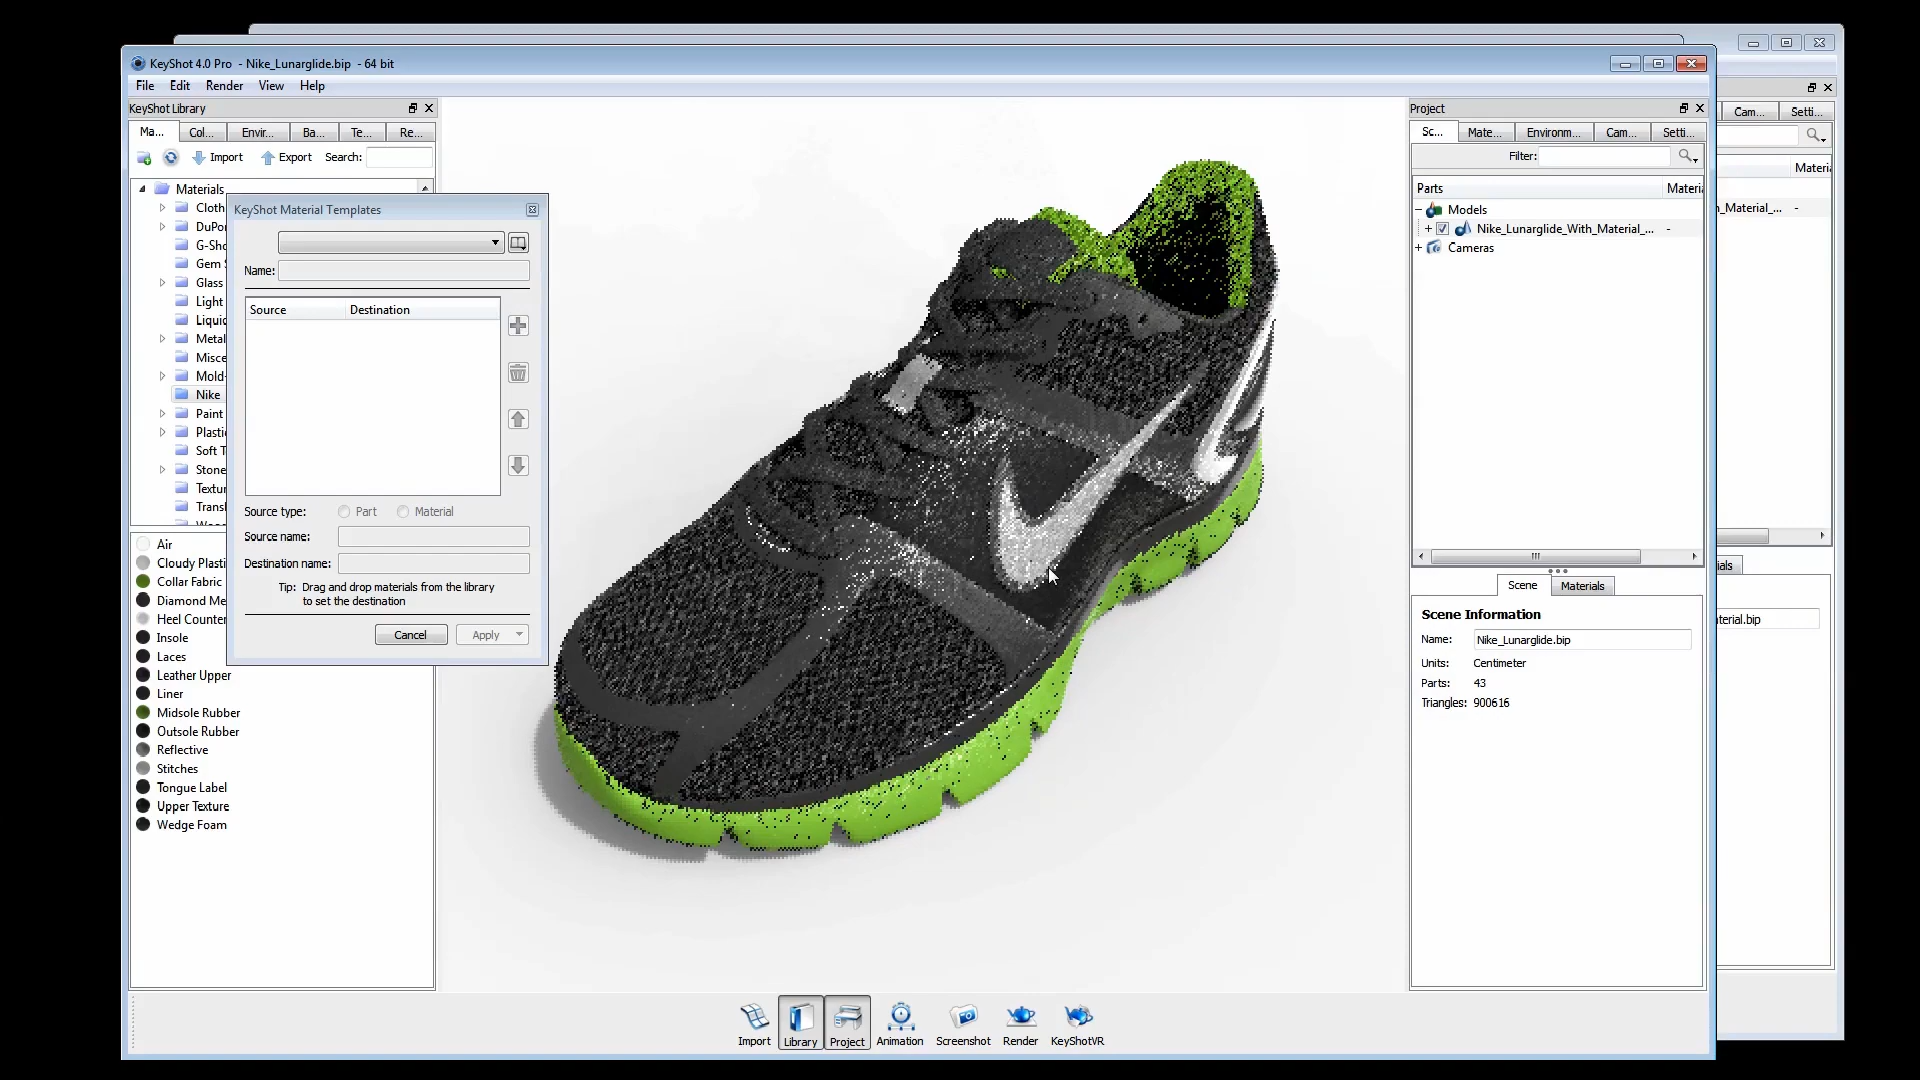 KeyShot 4.0 Pro - Nike_Lunarglide.bip - 64 bit
File Edit Render View Help
KeyShot Library
Ma... Col... Envir... Ba... Te... Re...
Import Export Search:
Materials
Cloth
DuPo
G-Sho
Gem
Glass
Light
Liquid
Metal
Misce
Mold-
Nike
Paint
Plastic
Soft T
Stone
Textur
Transl
KeyShot Material Templates
Name:
Source Destination
Source type: Part Material
Source name:
Destination name:
Tip: Drag and drop materials from the library
to set the destination
Cancel Apply
Air
Cloudy Plasti
Collar Fabric
Diamond Me
Heel Counter
Insole
Laces
Leather Upper
Liner
Midsole Rubber
Outsole Rubber
Reflective
Stitches
Tongue Label
Upper Texture
Wedge Foam
Project
Sc... Mate... Environm... Cam... Setti...
Filter:
Parts Materi
Models
Nike_Lunarglide_With_Material_... -
Cameras
Scene Materials
Scene Information
Name: Nike_Lunarglide.bip
Units: Centimeter
Parts: 43
Triangles: 900616
Cam... Setti...
Materi
_Material_... -
ials
terial.bip
Import Library Project Animation Screenshot Render KeyShotVR